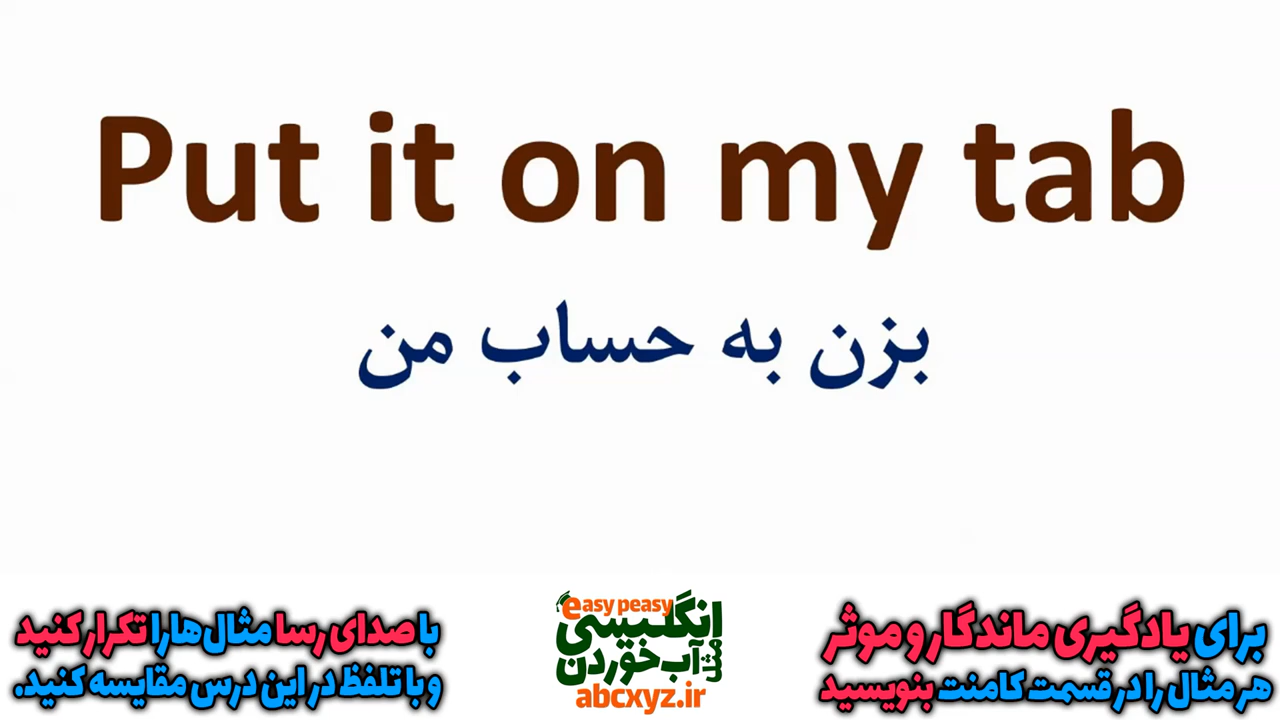 Put it on my tab
بزن به حساب من
برای یادگیری ماندگار و موثر
هر مثال را در قسمت کامنت بنویسید
easy peasy
انگلیسی
مثل آب خوردن
abcxyz.ir
با صدای رسا مثال‌ها را تکرار کنید
و با تلفظ در این درس مقایسه کنید.